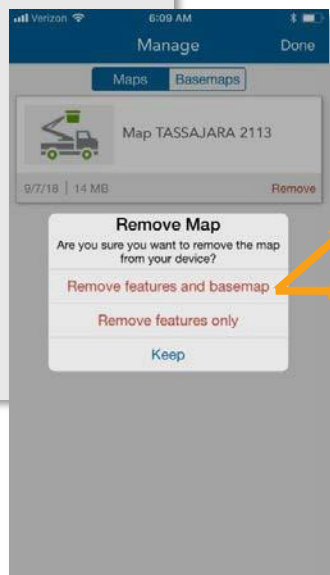 Verizon 6:09 AM
Manage Done
Maps Basemaps
Map TASSAJARA 2113
9/7/18 | 14 MB Remove
Remove Map
Are you sure you want to remove the map
from your device?
Remove features and basemap
Remove features only
Keep